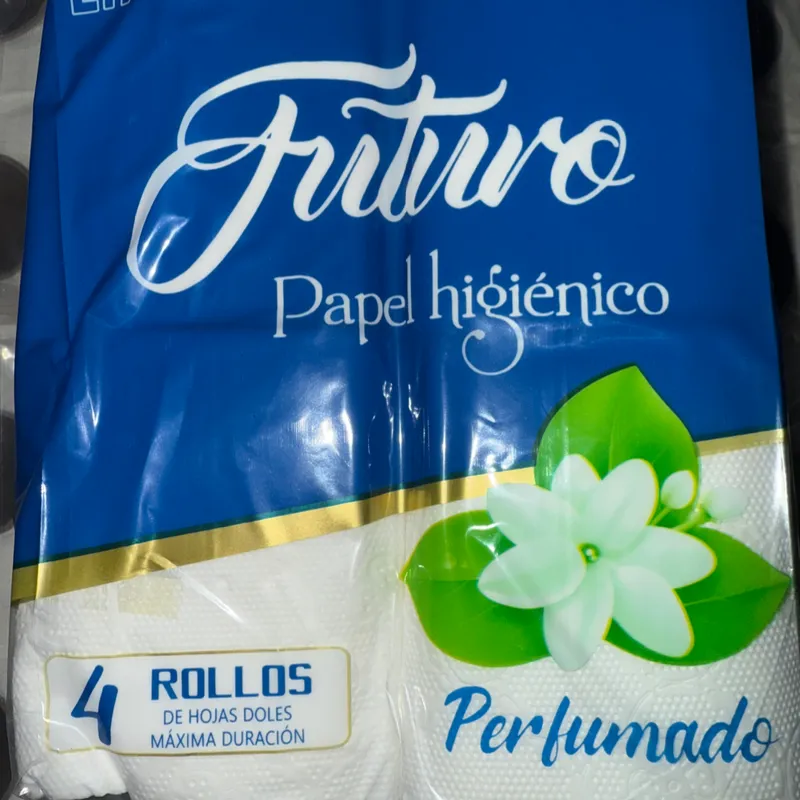 Futuro
Papel higiénico
4 ROLLOS
DE HOJAS DOLES
MÁXIMA DURACIÓN
Perfumado